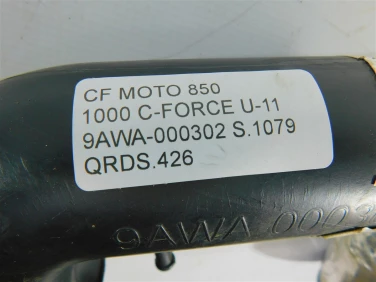 CF MOTO 850
1000 C-FORCE U-11
9AWA-000302 S.1079
QRDS.426
9AWA 000